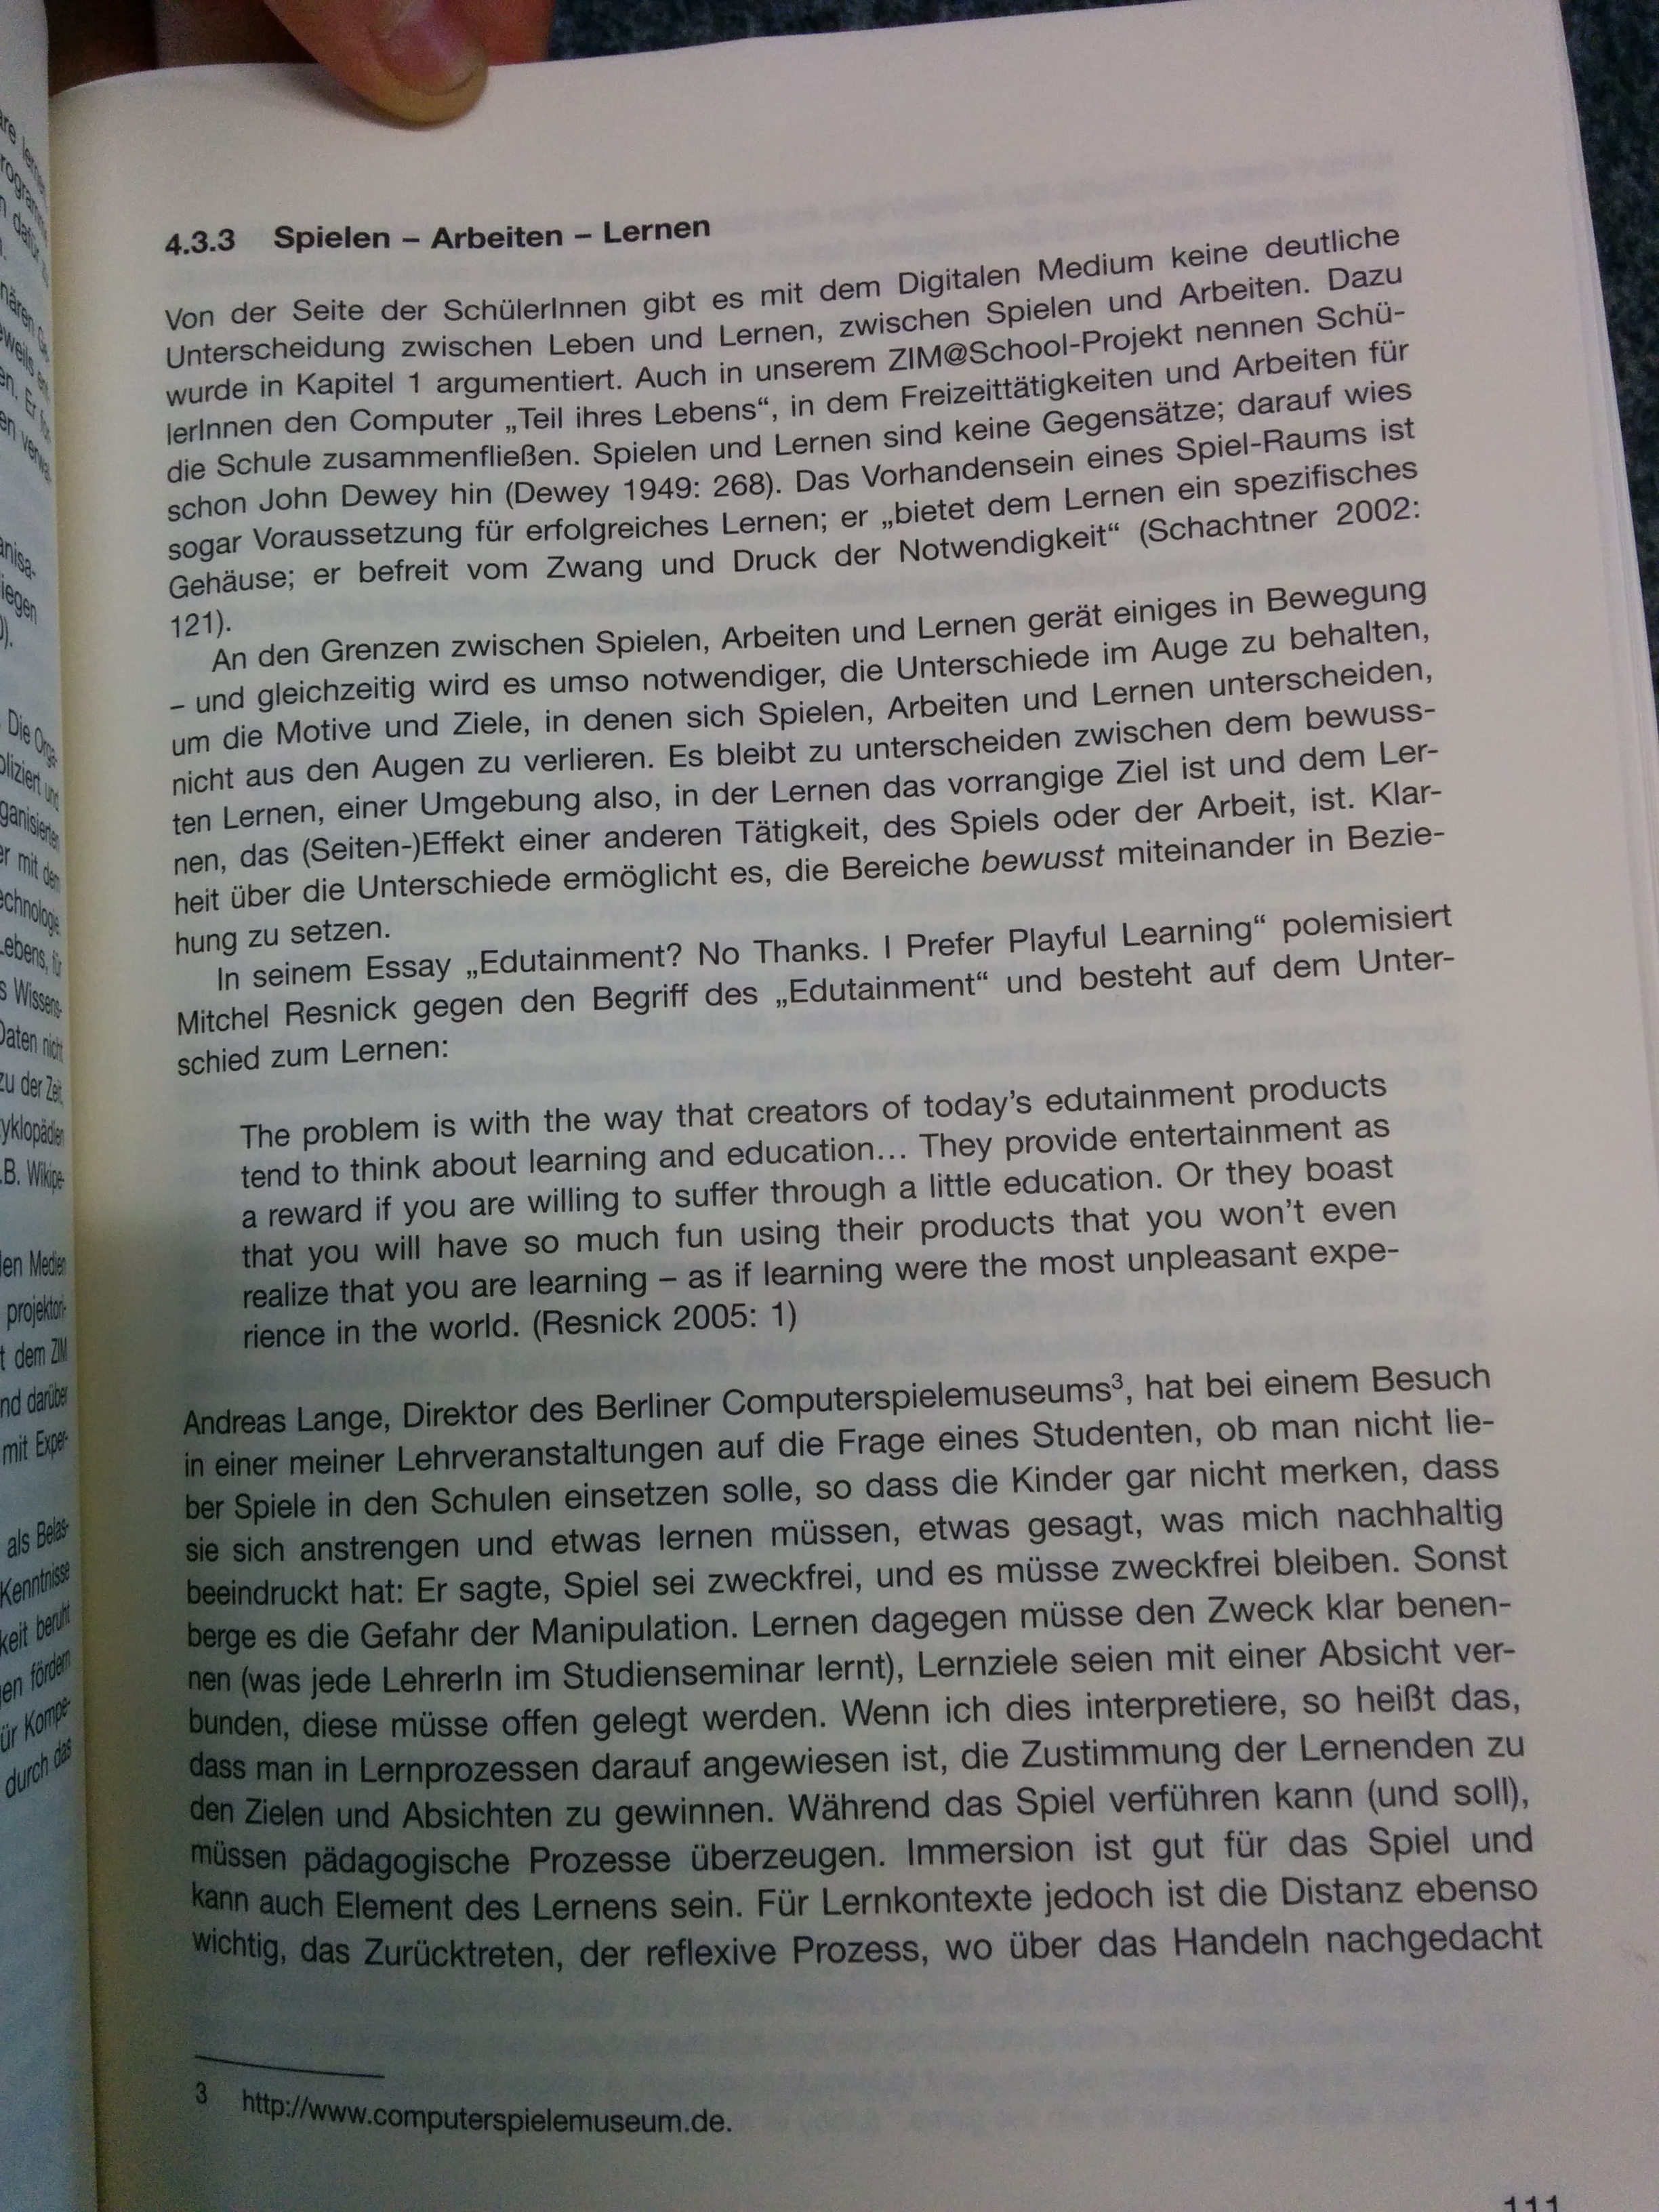 4.3.3 Spielen – Arbeiten – Lernen
Von der Seite der SchülerInnen gibt es mit dem Digitalen Medium keine deutliche
Unterscheidung zwischen Leben und Lernen, zwischen Spielen und Arbeiten. Dazu
wurde in Kapitel 1 argumentiert. Auch in unserem ZIM@School-Projekt nennen Schü-
lerInnen den Computer „Teil ihres Lebens“, in dem Freizeittätigkeiten und Arbeiten für
die Schule zusammenfließen. Spielen und Lernen sind keine Gegensätze; darauf wies
schon John Dewey hin (Dewey 1949: 268). Das Vorhandensein eines Spiel-Raums ist
sogar Voraussetzung für erfolgreiches Lernen; er „bietet dem Lernen ein spezifisches
Gehäuse; er befreit vom Zwang und Druck der Notwendigkeit“ (Schachtner 2002:
121).
An den Grenzen zwischen Spielen, Arbeiten und Lernen gerät einiges in Bewegung
– und gleichzeitig wird es umso notwendiger, die Unterschiede im Auge zu behalten,
um die Motive und Ziele, in denen sich Spielen, Arbeiten und Lernen unterscheiden,
nicht aus den Augen zu verlieren. Es bleibt zu unterscheiden zwischen dem bewuss-
ten Lernen, einer Umgebung also, in der Lernen das vorrangige Ziel ist und dem Ler-
nen, das (Seiten-)Effekt einer anderen Tätigkeit, des Spiels oder der Arbeit, ist. Klar-
heit über die Unterschiede ermöglicht es, die Bereiche bewusst miteinander in Bezie-
hung zu setzen.
In seinem Essay „Edutainment? No Thanks. I Prefer Playful Learning“ polemisiert
Mitchel Resnick gegen den Begriff des „Edutainment“ und besteht auf dem Unter-
schied zum Lernen:
The problem is with the way that creators of today’s edutainment products
tend to think about learning and education... They provide entertainment as
a reward if you are willing to suffer through a little education. Or they boast
that you will have so much fun using their products that you won’t even
realize that you are learning – as if learning were the most unpleasant expe-
rience in the world. (Resnick 2005: 1)
Andreas Lange, Direktor des Berliner Computerspielemuseums³, hat bei einem Besuch
in einer meiner Lehrveranstaltungen auf die Frage eines Studenten, ob man nicht lie-
ber Spiele in den Schulen einsetzen solle, so dass die Kinder gar nicht merken, dass
sie sich anstrengen und etwas lernen müssen, etwas gesagt, was mich nachhaltig
beeindruckt hat: Er sagte, Spiel sei zweckfrei, und es müsse zweckfrei bleiben. Sonst
berge es die Gefahr der Manipulation. Lernen dagegen müsse den Zweck klar benen-
nen (was jede LehrerIn im Studienseminar lernt), Lernziele seien mit einer Absicht ver-
bunden, diese müsse offen gelegt werden. Wenn ich dies interpretiere, so heißt das,
dass man in Lernprozessen darauf angewiesen ist, die Zustimmung der Lernenden zu
den Zielen und Absichten zu gewinnen. Während das Spiel verführen kann (und soll),
müssen pädagogische Prozesse überzeugen. Immersion ist gut für das Spiel und
kann auch Element des Lernens sein. Für Lernkontexte jedoch ist die Distanz ebenso
wichtig, das Zurücktreten, der reflexive Prozess, wo über das Handeln nachgedacht
3 http://www.computerspielemuseum.de.
111